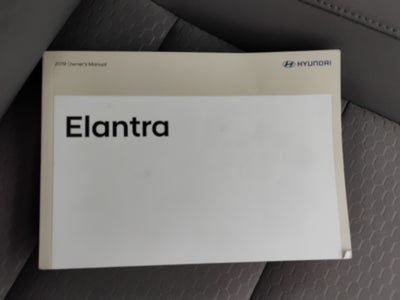 2019 Owner's Manual
HYUNDAI
Elantra